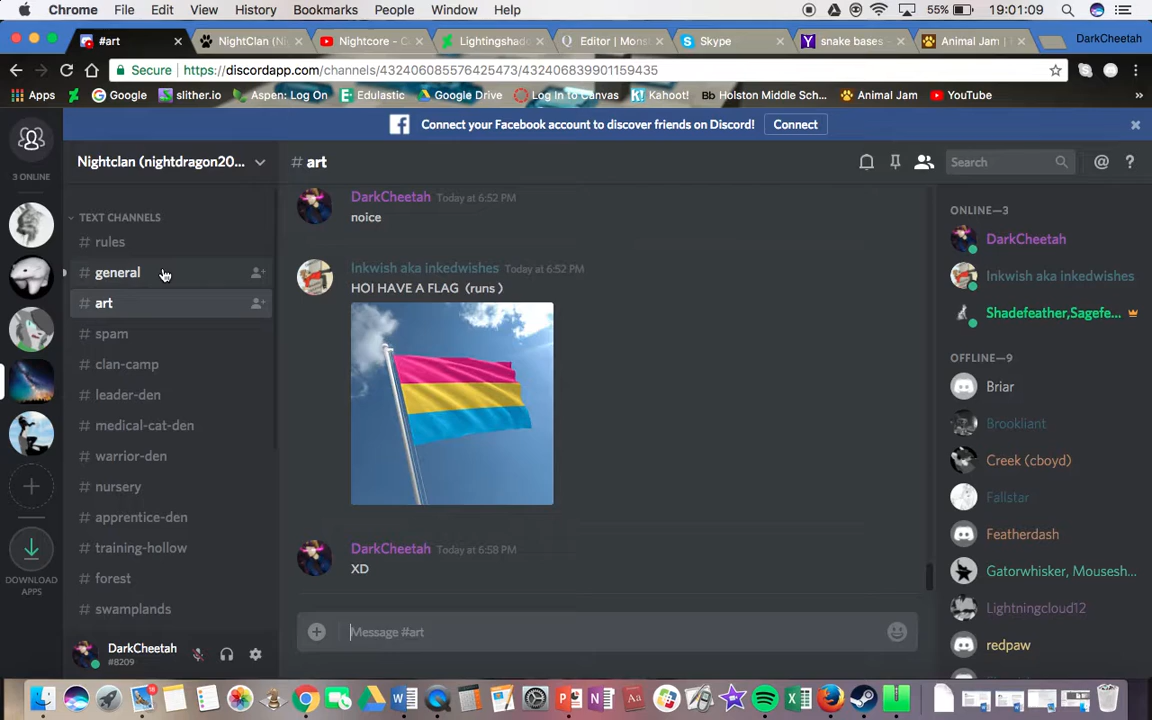 Chrome File Edit View History Bookmarks People Window Help 55% 19:01:09
#art NightClan (nightdragon Nightcore - C Lightingshad Editor | Monst Skype snake bases - Animal Jam | DarkCheetah
Secure https://discordapp.com/channels/432406085576425473/432406839901159435
Apps Google slither.io Aspen: Log On Edulastic Google Drive Log In to Canvas Kahoot! Bb Holston Middle Sch... Animal Jam YouTube »
Connect your Facebook account to discover friends on Discord! Connect
3 ONLINE
Nightclan (nightdragon20...
# art
Search @ ?
TEXT CHANNELS
# rules
# general
# art
# spam
# clan-camp
# leader-den
# medical-cat-den
# warrior-den
# nursery
# apprentice-den
# training-hollow
# forest
# swamplands
DOWNLOAD
APPS
DarkCheetah
#8209
DarkCheetah Today at 6:52 PM
noice
Inkwish aka inkedwishes Today at 6:52 PM
HOI HAVE A FLAG (runs )
DarkCheetah Today at 6:58 PM
XD
Message #art
ONLINE—3
DarkCheetah
Inkwish aka inkedwishes
Shadefeather,Sagefe...
OFFLINE—9
Briar
Brookliant
Creek (cboyd)
Fallstar
Featherdash
Gatorwhisker, Mousesh...
Lightningcloud12
redpaw